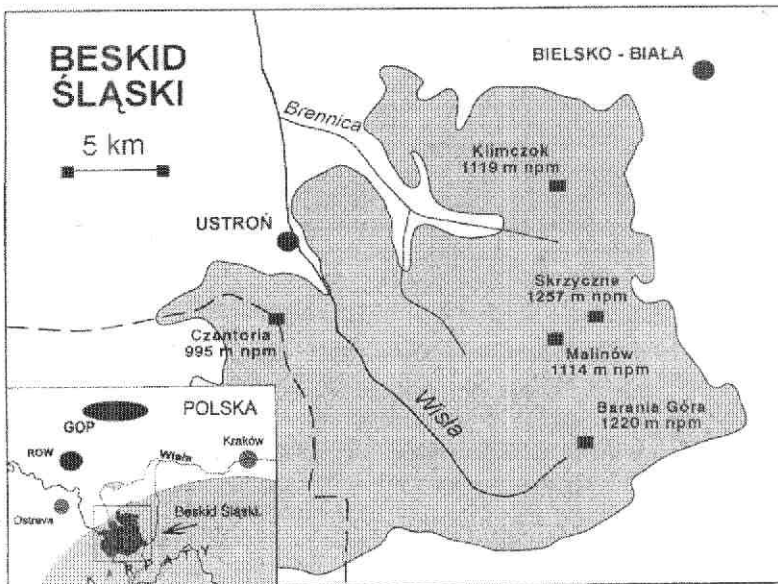 BESKID
ŚLĄSKI
5 km
BIELSKO - BIAŁA
Brennica
Klimczok
1119 m npm
USTROŃ
Skrzyczne
1257 m npm
Czantoria
995 m npm
Malinów
1114 m npm
Wisła
Barania Góra
1220 m npm
POLSKA
GOP
ROW
Wisła
Kraków
Ostrava
Beskid Śląski
KARPATY